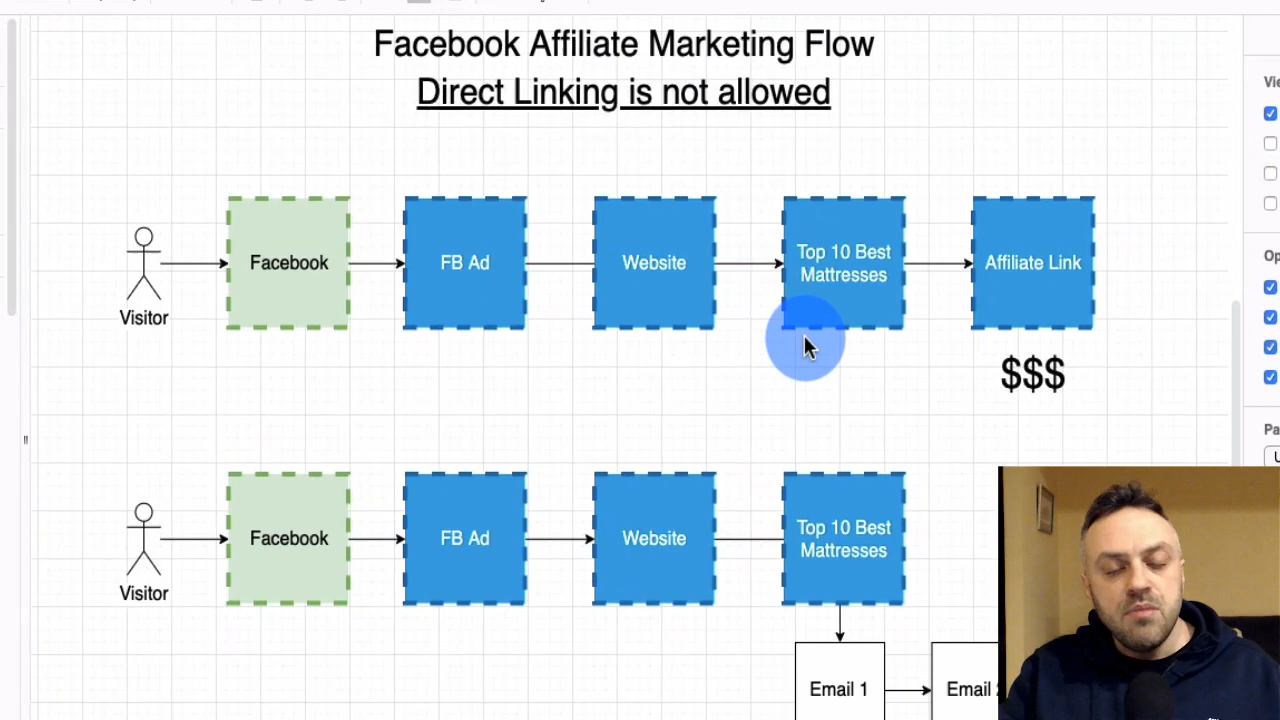 Facebook Affiliate Marketing Flow
Direct Linking is not allowed
Facebook
FB Ad
Website
Top 10 Best
Mattresses
Affiliate Link
Visitor
$$$
Facebook
FB Ad
Website
Top 10 Best
Mattresses
Visitor
Email 1
Email